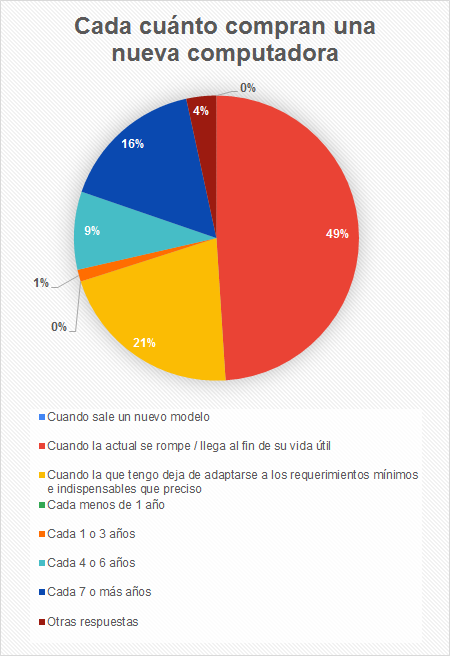 Cada cuánto compran una
nueva computadora
0%
4%
16%
49%
9%
1%
0%
21%
Cuando sale un nuevo modelo
Cuando la actual se rompe / llega al fin de su vida útil
Cuando la que tengo deja de adaptarse a los requerimientos mínimos
e indispensables que preciso
Cada menos de 1 año
Cada 1 o 3 años
Cada 4 o 6 años
Cada 7 o más años
Otras respuestas